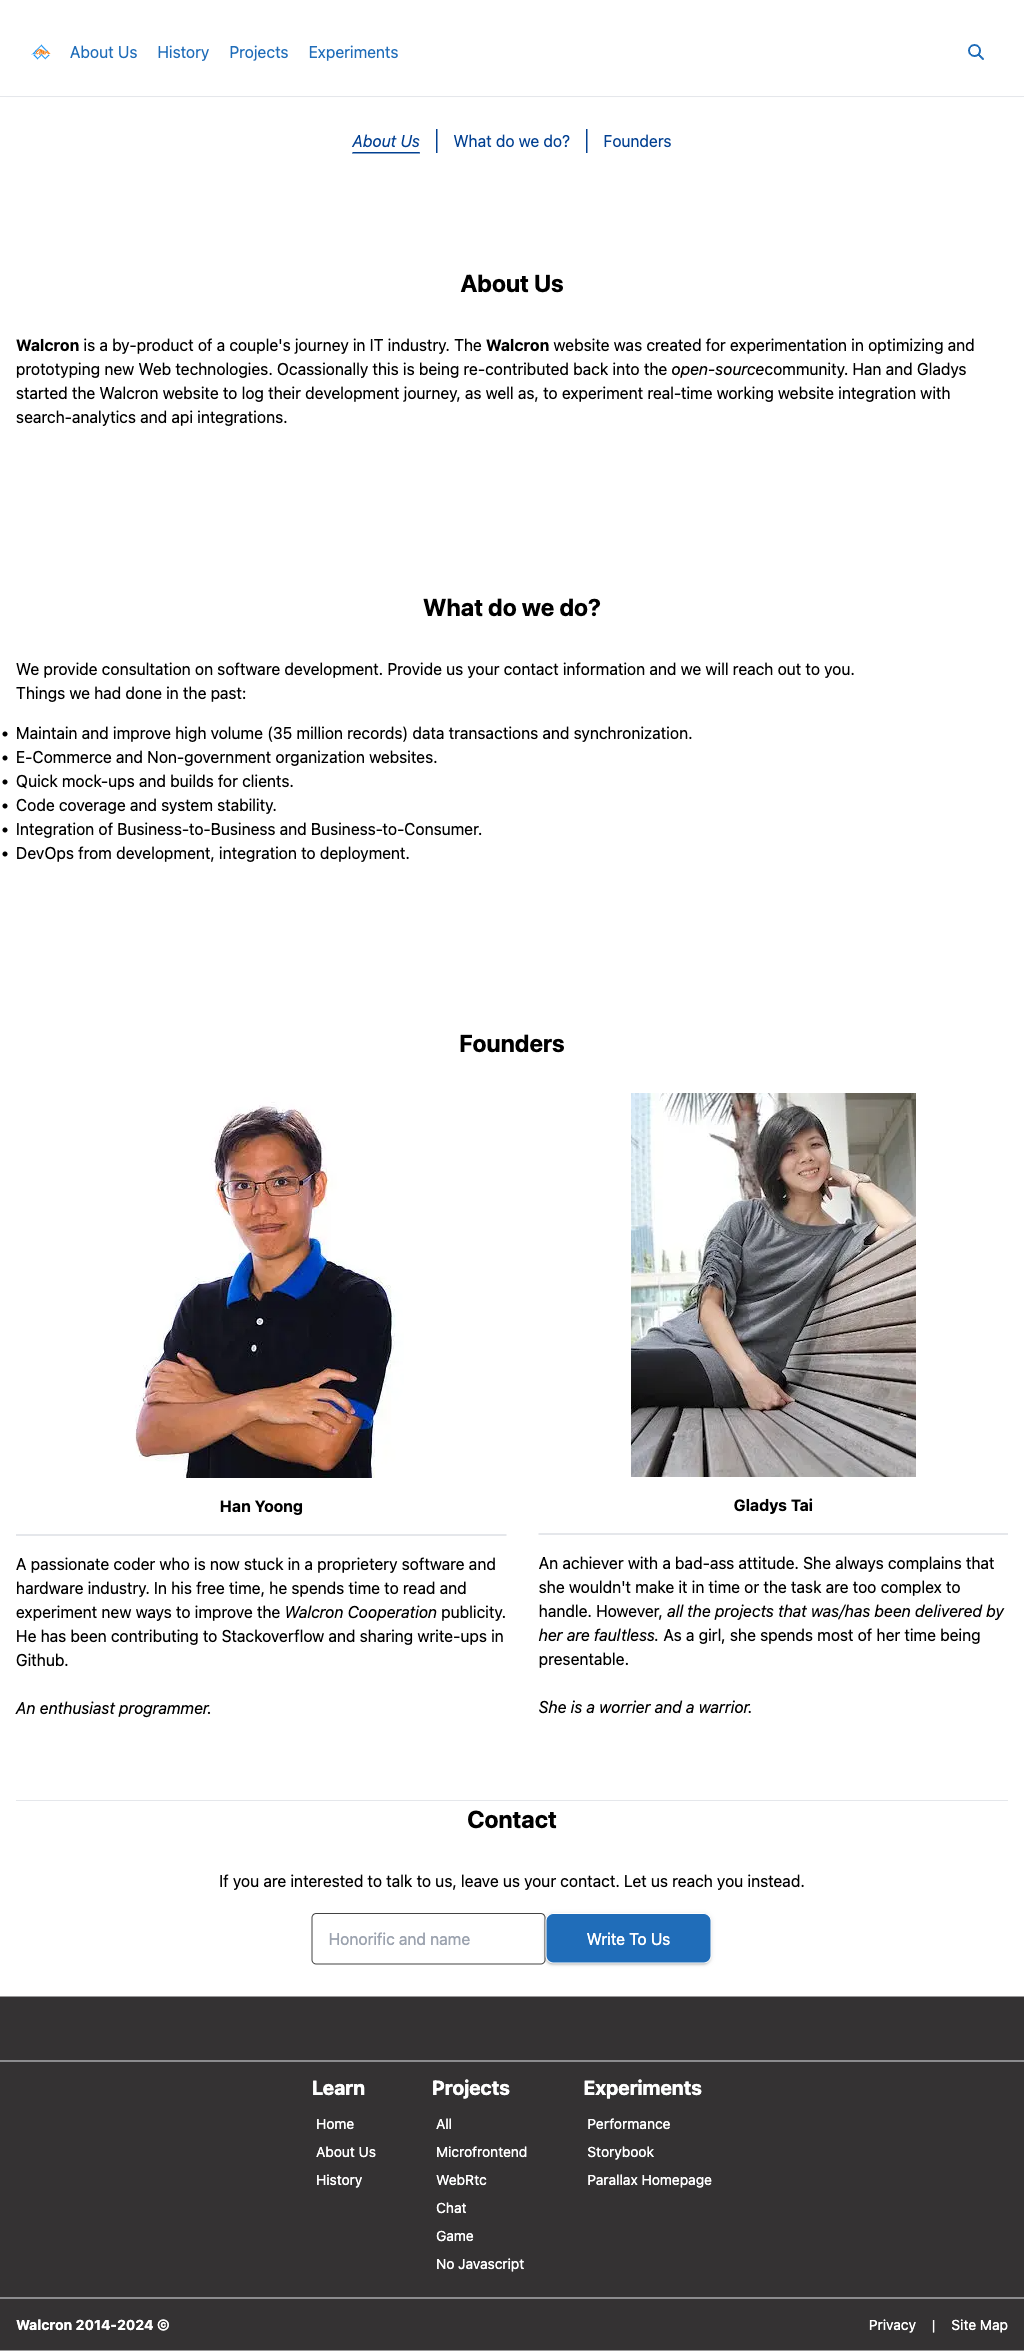 About Us History Projects Experiments
About Us | What do we do? | Founders
About Us
Walcron is a by-product of a couple's journey in IT industry. The Walcron website was created for experimentation in optimizing and
prototyping new Web technologies. Ocassionally this is being re-contributed back into the open-sourcecommunity. Han and Gladys
started the Walcron website to log their development journey, as well as, to experiment real-time working website integration with
search-analytics and api integrations.
What do we do?
We provide consultation on software development. Provide us your contact information and we will reach out to you.
Things we had done in the past:
• Maintain and improve high volume (35 million records) data transactions and synchronization.
• E-Commerce and Non-government organization websites.
• Quick mock-ups and builds for clients.
• Code coverage and system stability.
• Integration of Business-to-Business and Business-to-Consumer.
• DevOps from development, integration to deployment.
Founders
Han Yoong
A passionate coder who is now stuck in a proprietery software and
hardware industry. In his free time, he spends time to read and
experiment new ways to improve the Walcron Cooperation publicity.
He has been contributing to Stackoverflow and sharing write-ups in
Github.
An enthusiast programmer.
Gladys Tai
An achiever with a bad-ass attitude. She always complains that
she wouldn't make it in time or the task are too complex to
handle. However, all the projects that was/has been delivered by
her are faultless. As a girl, she spends most of her time being
presentable.
She is a worrier and a warrior.
Contact
If you are interested to talk to us, leave us your contact. Let us reach you instead.
Honorific and name
Write To Us
Learn
Home
About Us
History
Projects
All
Microfrontend
WebRtc
Chat
Game
No Javascript
Experiments
Performance
Storybook
Parallax Homepage
Walcron 2014-2024 ©
Privacy | Site Map